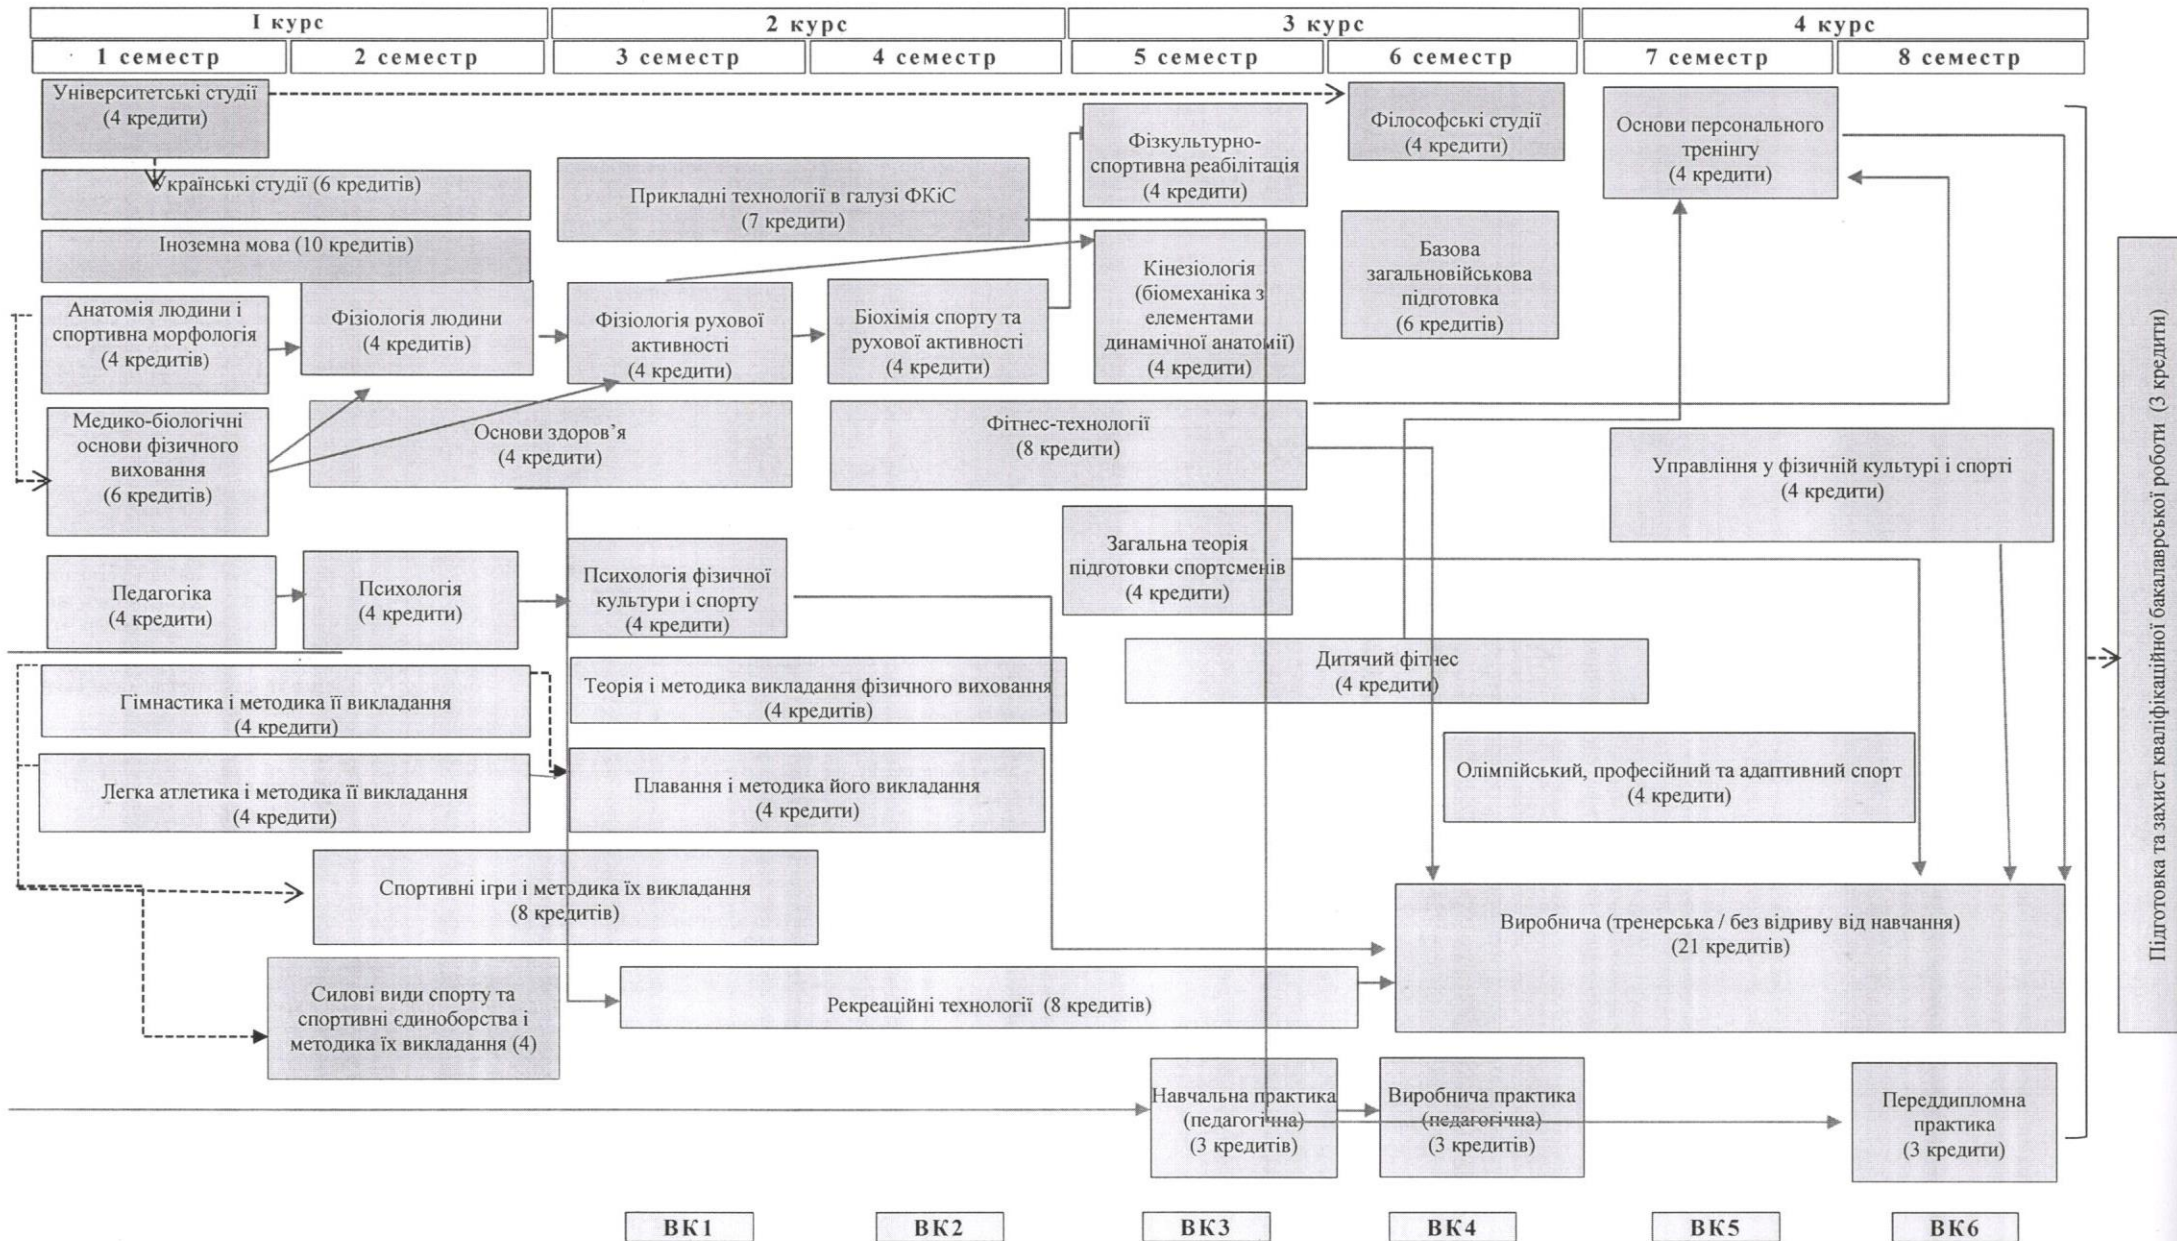 І курс
2 курс
3 курс
4 курс
1 семестр
2 семестр
3 семестр
4 семестр
5 семестр
6 семестр
7 семестр
8 семестр
Університетські студії
(4 кредити)
Українські студії (6 кредитів)
Іноземна мова (10 кредитів)
Прикладні технології в галузі ФКіС
(7 кредити)
Фізкультурно-
спортивна реабілітація
(4 кредити)
Філософські студії
(4 кредити)
Основи персонального
тренінгу
(4 кредити)
Анатомія людини і
спортивна морфологія
(4 кредитів)
Фізіологія людини
(4 кредитів)
Фізіологія рухової
активності
(4 кредити)
Біохімія спорту та
рухової активності
(4 кредити)
Кінезіологія
(біомеханіка з
елементами
динамічної анатомії)
(4 кредити)
Базова
загальновійськова
підготовка
(6 кредитів)
Медико-біологічні
основи фізичного
виховання
(6 кредитів)
Основи здоров’я
(4 кредити)
Фітнес-технології
(8 кредити)
Управління у фізичній культурі і спорті
(4 кредити)
Педагогіка
(4 кредити)
Психологія
(4 кредити)
Психологія фізичної
культури і спорту
(4 кредити)
Загальна теорія
підготовки спортсменів
(4 кредити)
Дитячий фітнес
(4 кредити)
Гімнастика і методика її викладання
(4 кредити)
Теорія і методика викладання фізичного виховання
(4 кредитів)
Легка атлетика і методика її викладання
(4 кредити)
Плавання і методика його викладання
(4 кредити)
Олімпійський, професійний та адаптивний спорт
(4 кредити)
Спортивні ігри і методика їх викладання
(8 кредитів)
Виробнича (тренерська / без відриву від навчання)
(21 кредитів)
Силові види спорту та
спортивні єдиноборства і
методика їх викладання (4)
Рекреаційні технології (8 кредитів)
Навчальна практика
(педагогічна)
(3 кредитів)
Виробнича практика
(педагогічна)
(3 кредитів)
Переддипломна
практика
(3 кредити)
Підготовка та захист кваліфікаційної бакалаврської роботи (3 кредити)
ВК1
ВК2
ВК3
ВК4
ВК5
ВК6